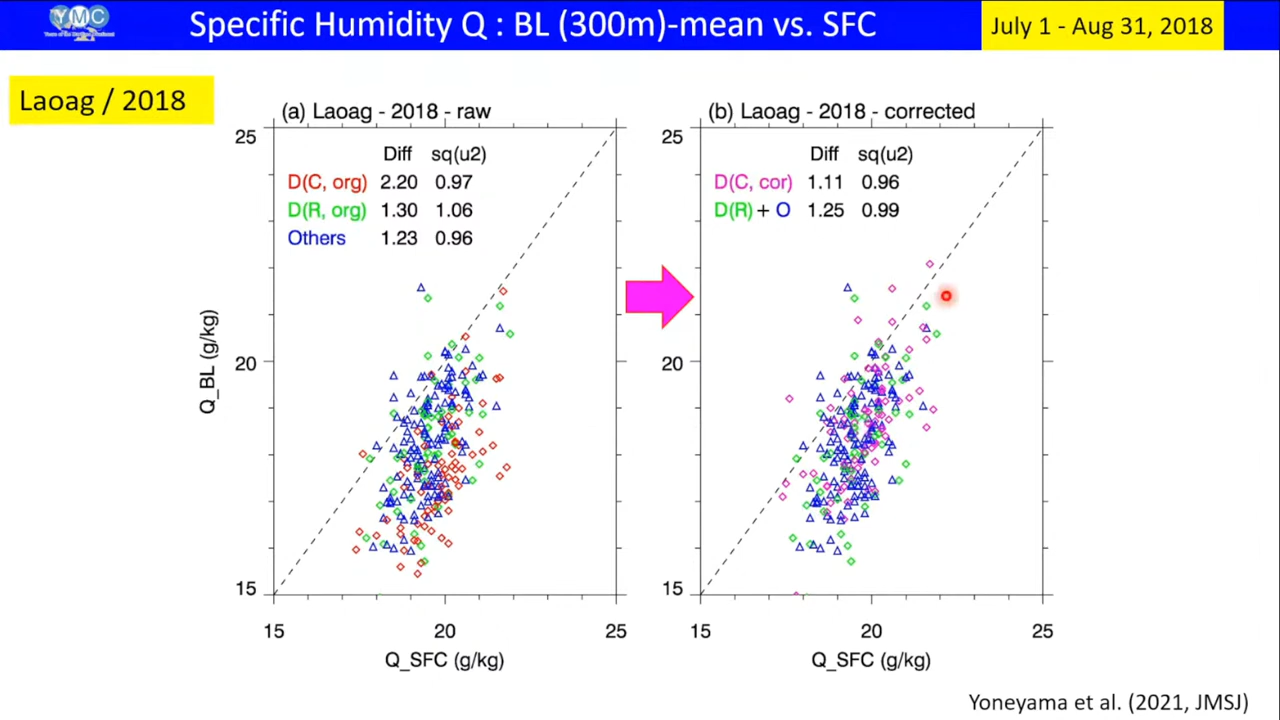 YMC
Specific Humidity Q : BL (300m)-mean vs. SFC
July 1 - Aug 31, 2018
Laoag / 2018
(a) Laoag - 2018 - raw
Diff sq(u2)
D(C, org) 2.20 0.97
D(R, org) 1.30 1.06
Others 1.23 0.96
25
20
15
Q_BL (g/kg)
15 20 25
Q_SFC (g/kg)
(b) Laoag - 2018 - corrected
Diff sq(u2)
D(C, cor) 1.11 0.96
D(R) + O 1.25 0.99
25
20
15
15 20 25
Q_SFC (g/kg)
Yoneyama et al. (2021, JMSJ)